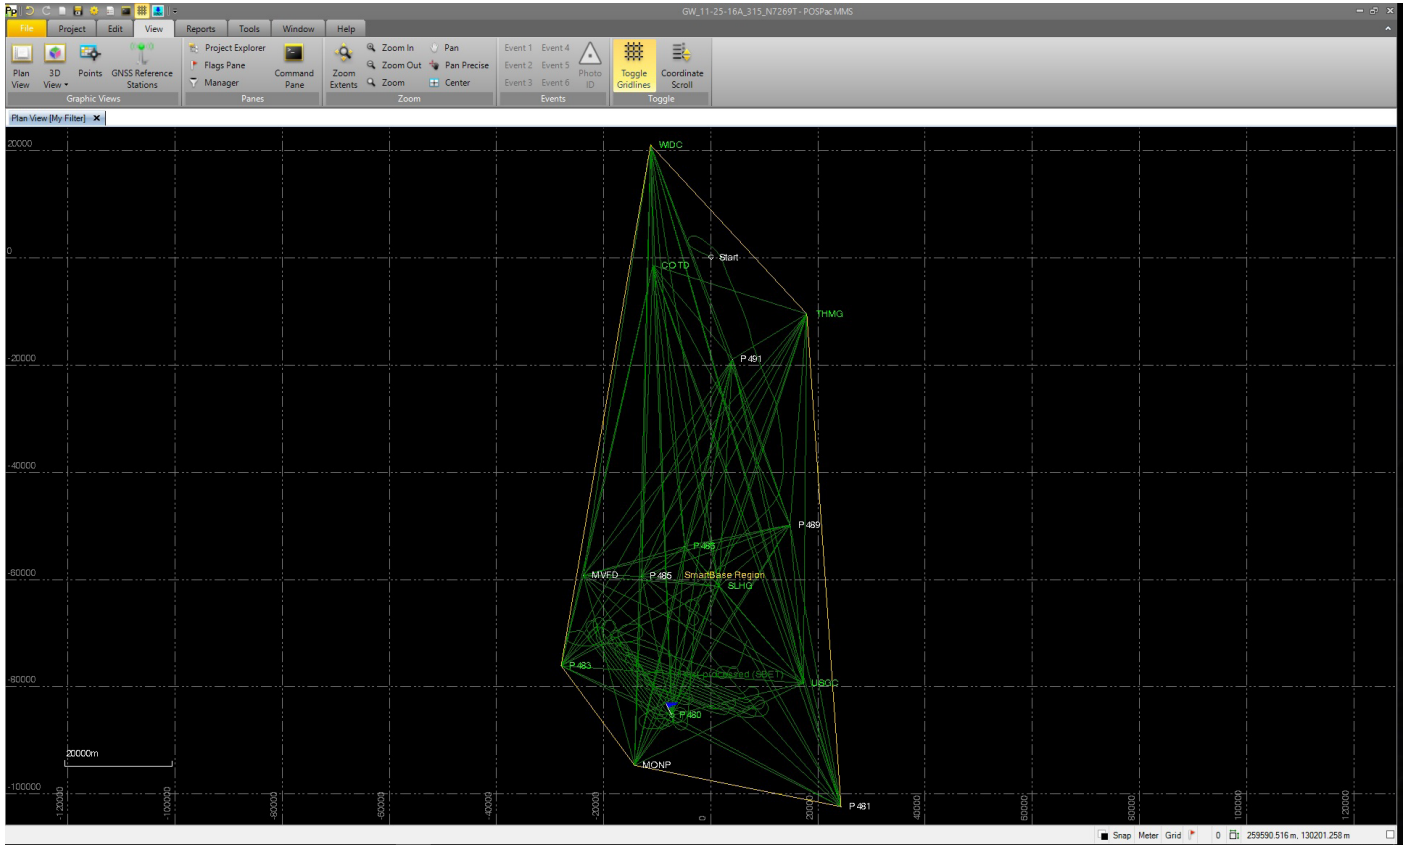 GW_11-25-16A_315_N7269T - POSPac MMS
File Project Edit View Reports Tools Window Help
Plan View
3D View
Points
GNSS Reference Stations
Graphic Views
Project Explorer
Flags Pane
Manager
Command Pane
Panes
Zoom Extents
Zoom In
Zoom Out
Zoom
Pan
Pan Precise
Center
Zoom
Event 1 Event 4
Event 2 Event 5
Event 3 Event 6
Photo ID
Events
Toggle Gridlines
Coordinate Scroll
Toggle
Plan View [My Filter]
20000
WIDC
0
Start
COTD
THMG
-20000
P491
-40000
P489
P485
-60000
MVFD
P485
SmartBase Region
SLHG
P483
-80000
USGC
P480
20000m
MONP
-100000
P481
-120000 -100000 -80000 -60000 -40000 -20000 0 20000 40000 60000 80000 100000 120000
Snap Meter Grid 0 259590.516 m, 130201.258 m